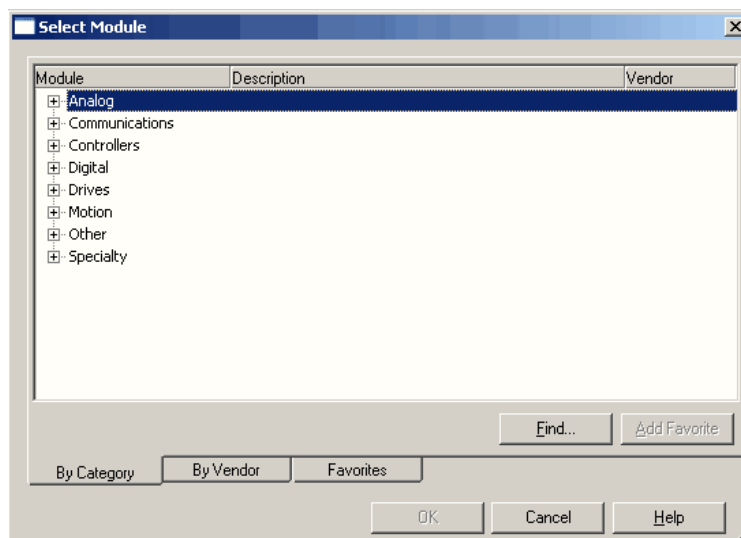 Select Module
Module Description Vendor
Analog
Communications
Controllers
Digital
Drives
Motion
Other
Specialty
Find... Add Favorite
By Category By Vendor Favorites
OK Cancel Help